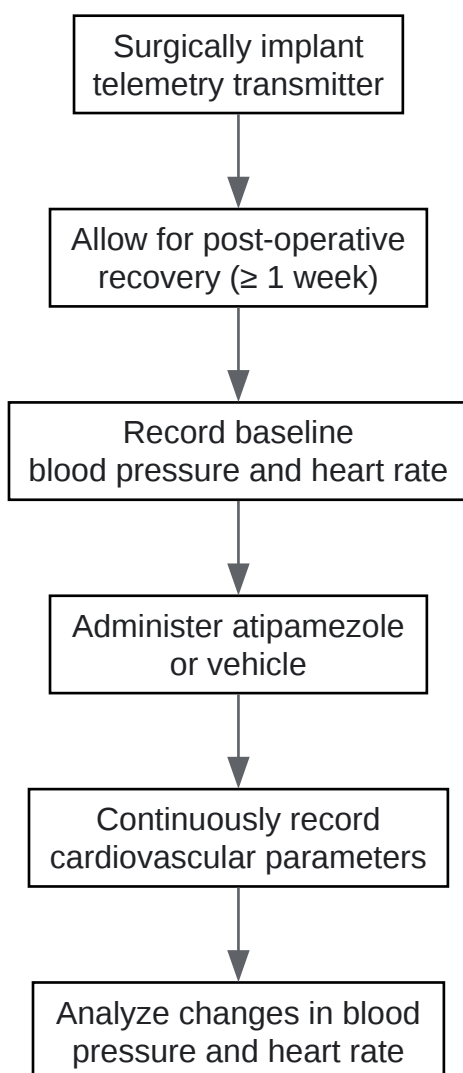 Surgically implant
telemetry transmitter
Allow for post-operative
recovery (≥ 1 week)
Record baseline
blood pressure and heart rate
Administer atipamezole
or vehicle
Continuously record
cardiovascular parameters
Analyze changes in blood
pressure and heart rate